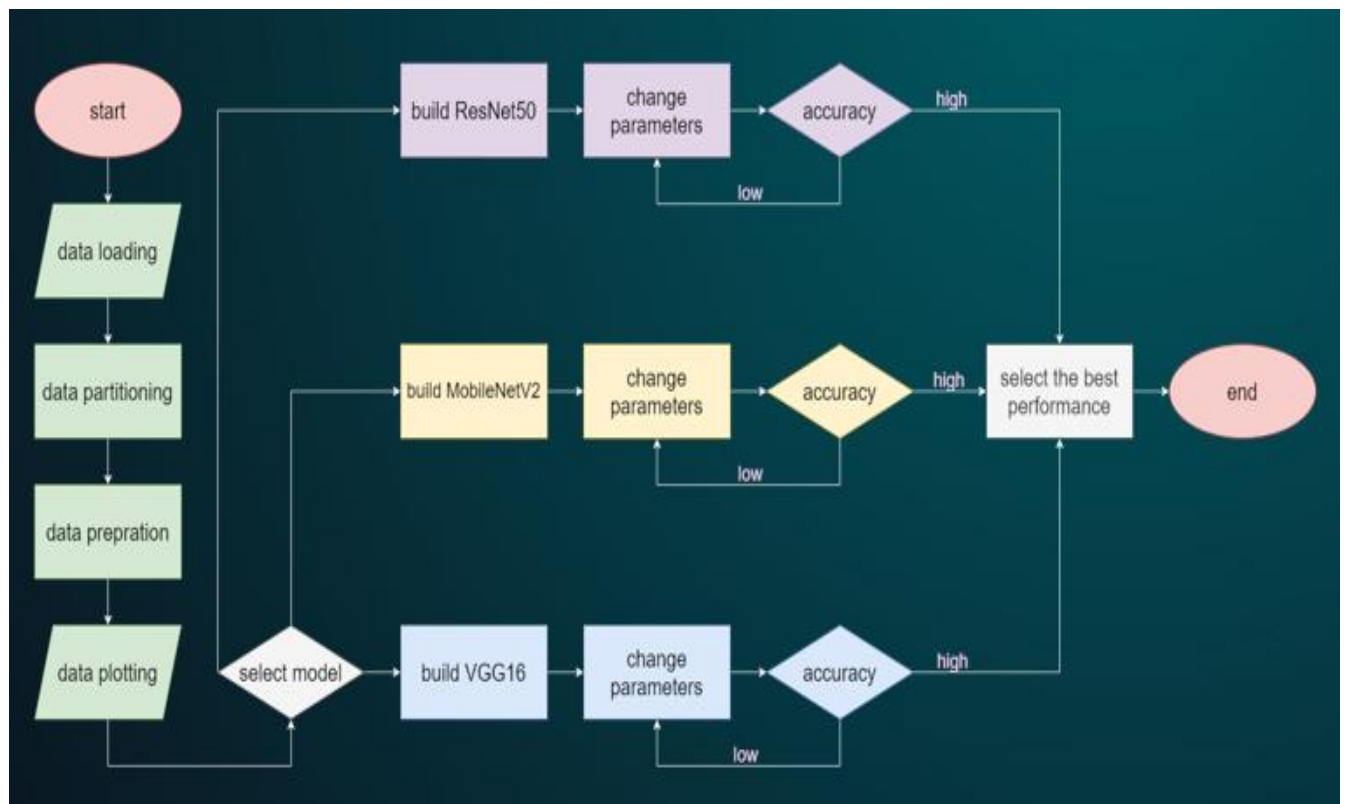 start
data loading
data partitioning
data prepration
data plotting
select model
build ResNet50
change
parameters
accuracy
high
low
build MobileNetV2
change
parameters
accuracy
high
low
build VGG16
change
parameters
accuracy
high
low
select the best
performance
end